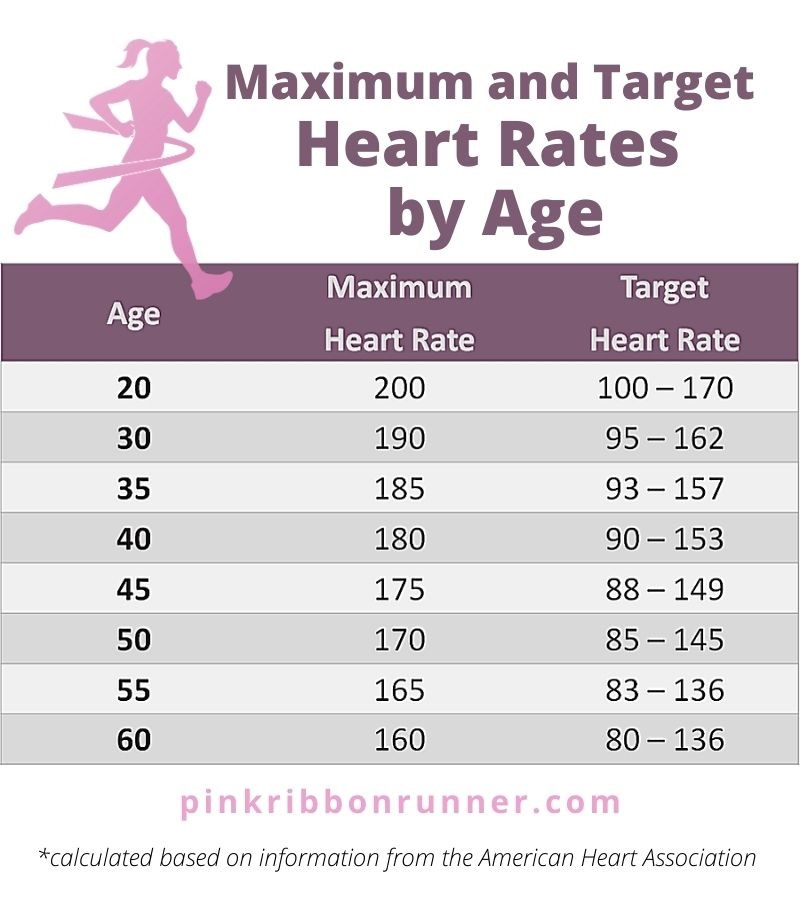 Maximum and Target
Heart Rates
by Age
Age Maximum Heart Rate Target Heart Rate
20 200 100 – 170
30 190 95 – 162
35 185 93 – 157
40 180 90 – 153
45 175 88 – 149
50 170 85 – 145
55 165 83 – 136
60 160 80 – 136
pinkribbonrunner.com
*calculated based on information from the American Heart Association